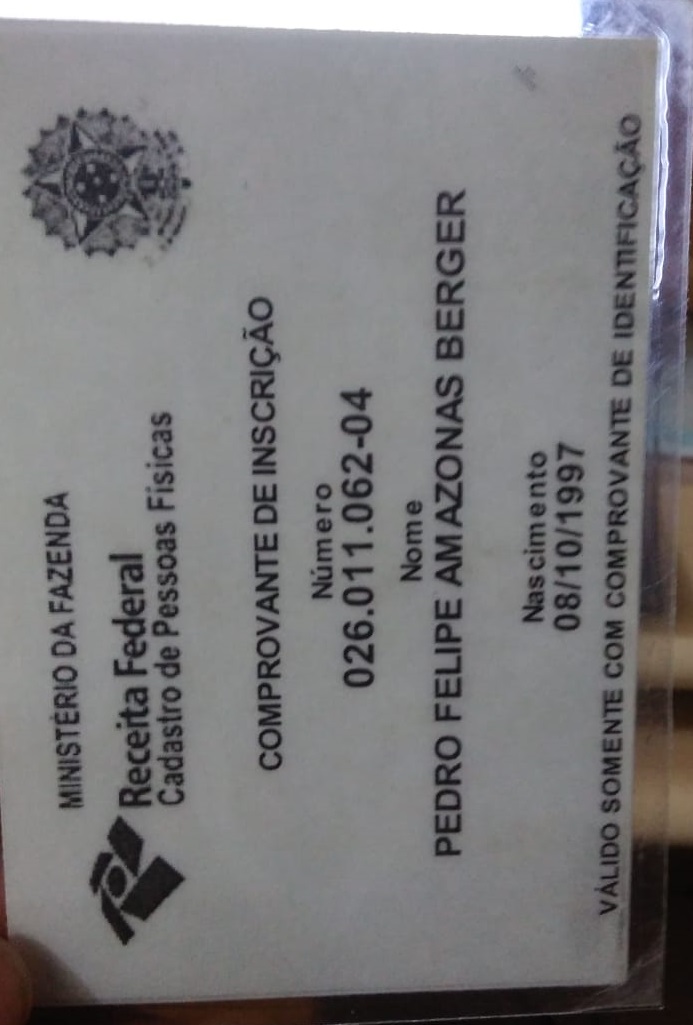 MINISTÉRIO DA FAZENDA
Receita Federal
Cadastro de Pessoas Físicas
COMPROVANTE DE INSCRIÇÃO
Número
026.011.062-04
Nome
PEDRO FELIPE AMAZONAS BERGER
Nascimento
08/10/1997
VÁLIDO SOMENTE COM COMPROVANTE DE IDENTIFICAÇÃO